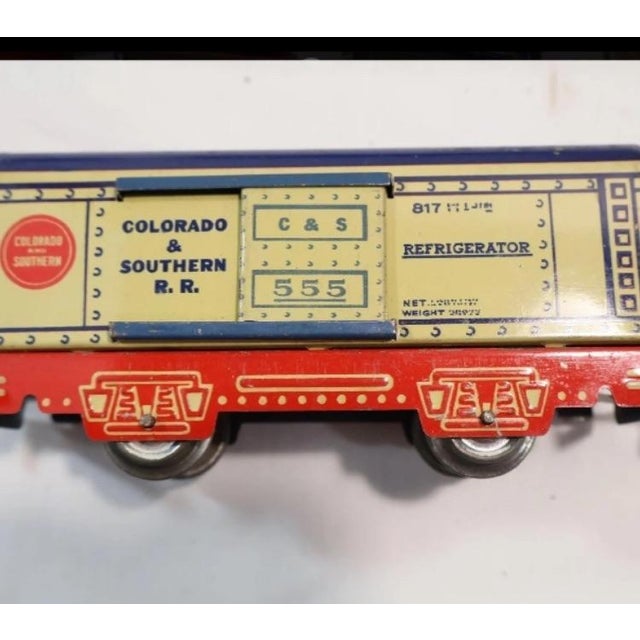 COLORADO
SOUTHERN
COLORADO
&
SOUTHERN
R. R.
C & S
555
817
REFRIGERATOR
NET
WEIGHT